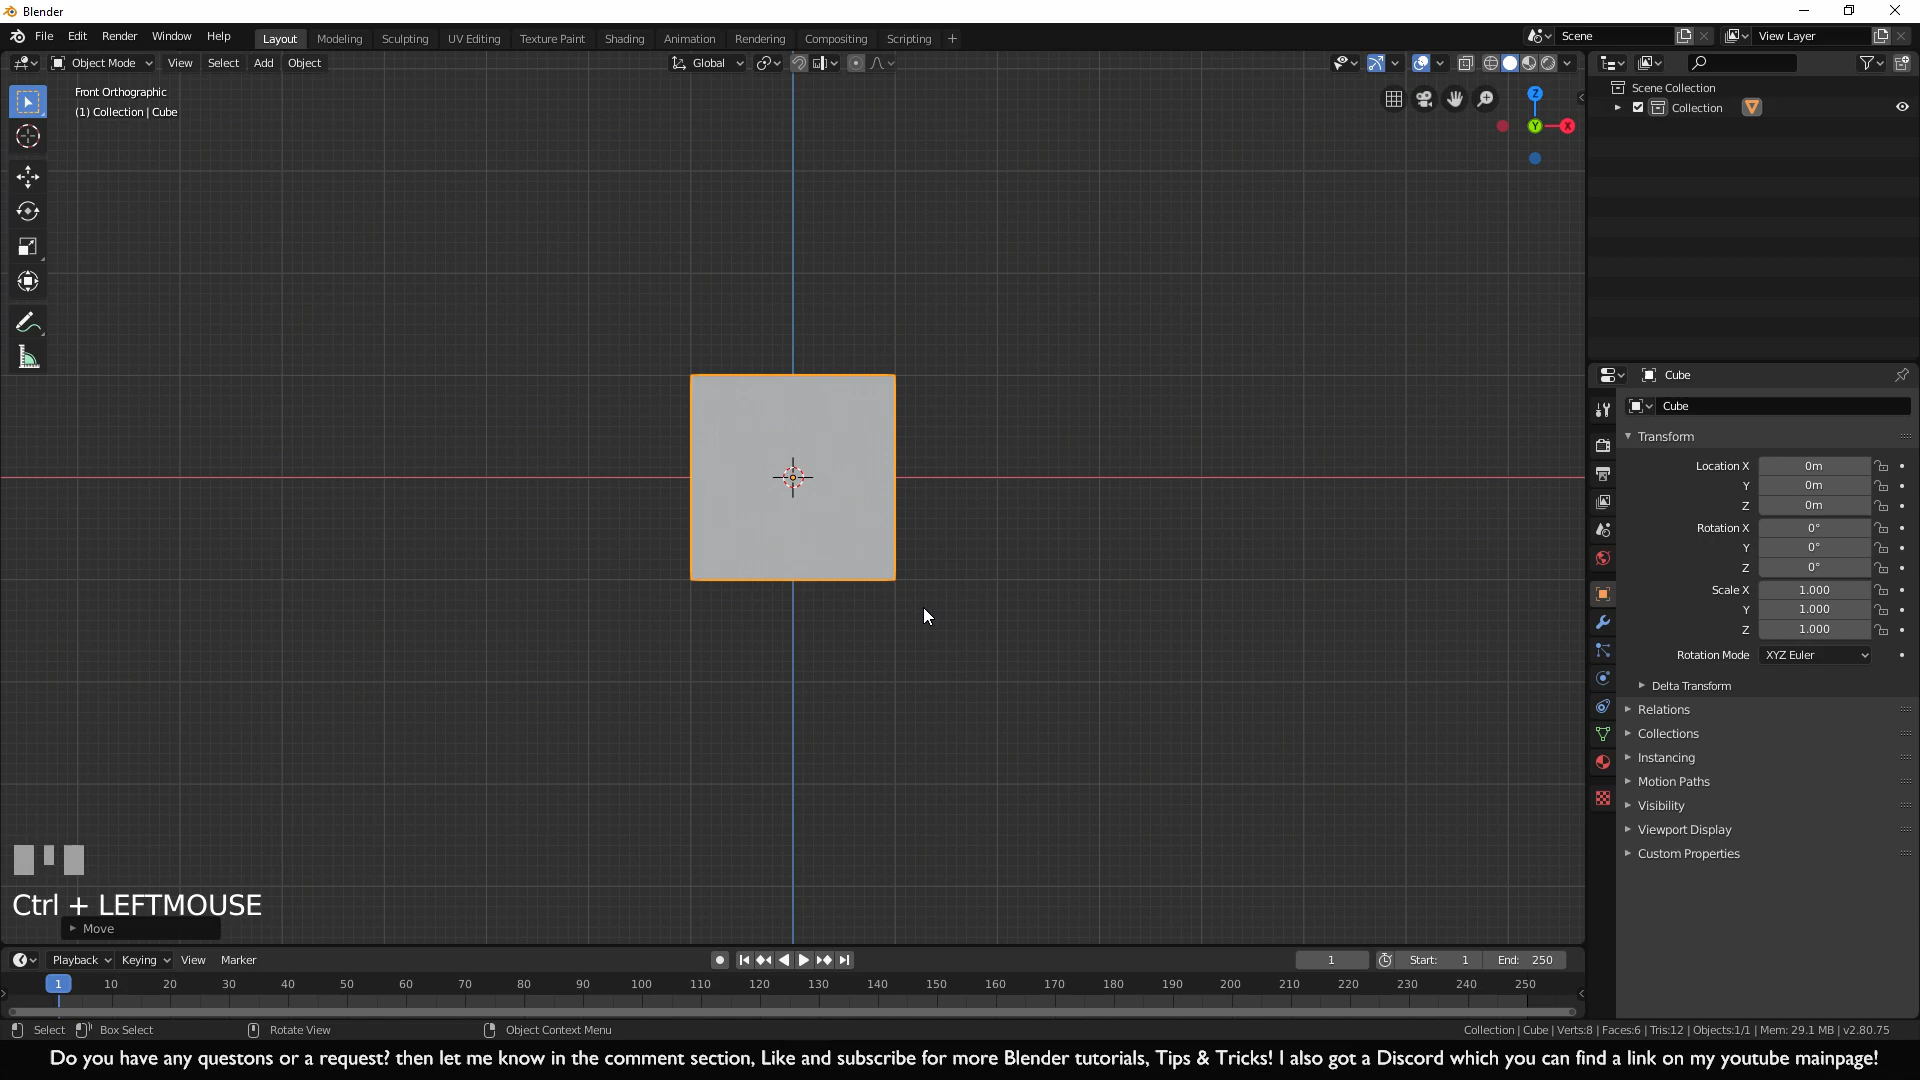 Blender
File Edit Render Window Help
Layout Modeling Sculpting UV Editing Texture Paint Shading Animation Rendering Compositing Scripting +
Scene View Layer
Object Mode View Select Add Object
Global
Front Orthographic
(1) Collection | Cube
Z
Y X
Scene Collection
Collection
Cube
Cube
Transform
Location X 0m
Y 0m
Z 0m
Rotation X 0°
Y 0°
Z 0°
Scale X 1.000
Y 1.000
Z 1.000
Rotation Mode XYZ Euler
Delta Transform
Relations
Collections
Instancing
Motion Paths
Visibility
Viewport Display
Custom Properties
Ctrl + LEFTMOUSE
Move
Playback Keying View Marker
1 Start: 1 End: 250
1 10 20 30 40 50 60 70 80 90 100 110 120 130 140 150 160 170 180 190 200 210 220 230 240 250
Select Box Select Rotate View Object Context Menu
Collection | Cube | Verts:8 | Faces:6 | Tris:12 | Objects:1/1 | Mem: 29.1 MB | v2.80.75
Do you have any questons or a request? then let me know in the comment section, Like and subscribe for more Blender tutorials, Tips & Tricks! I also got a Discord which you can find a link on my youtube mainpage!